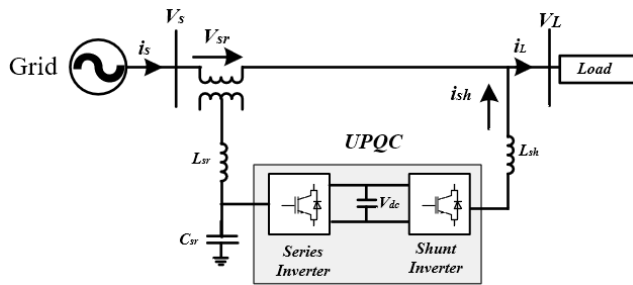 Vs
Vsr
VL
Grid
is
iL
Load
ish
UPQC
Lsr
Lsh
Vdc
Csr
Series
Inverter
Shunt
Inverter